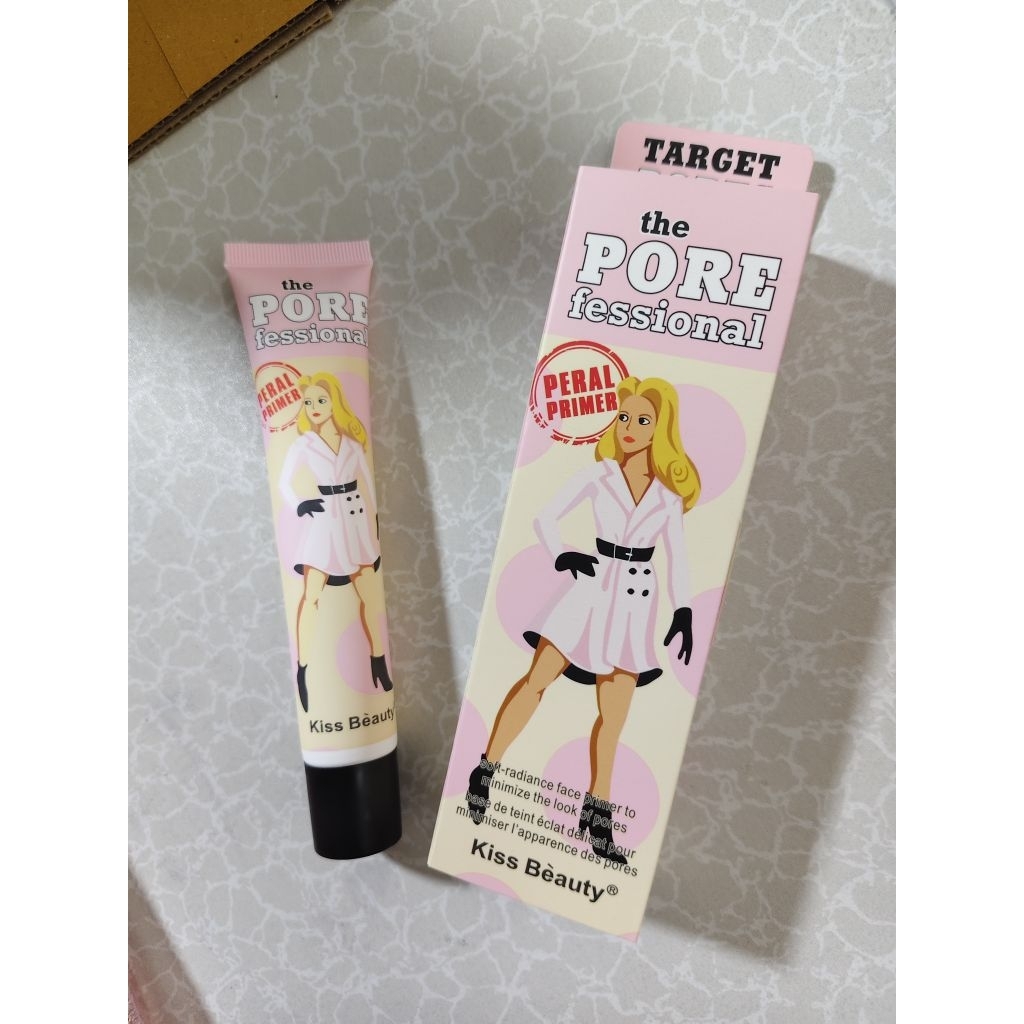 the
PORE
fessional
PERAL
PRIMER
Kiss Bèauty
TARGET
the
PORE
fessional
PERAL
PRIMER
soft-radiance face primer to
minimize the look of pores
base de teint éclat délicat pour
minimiser l'apparence des pores
Kiss Bèauty®